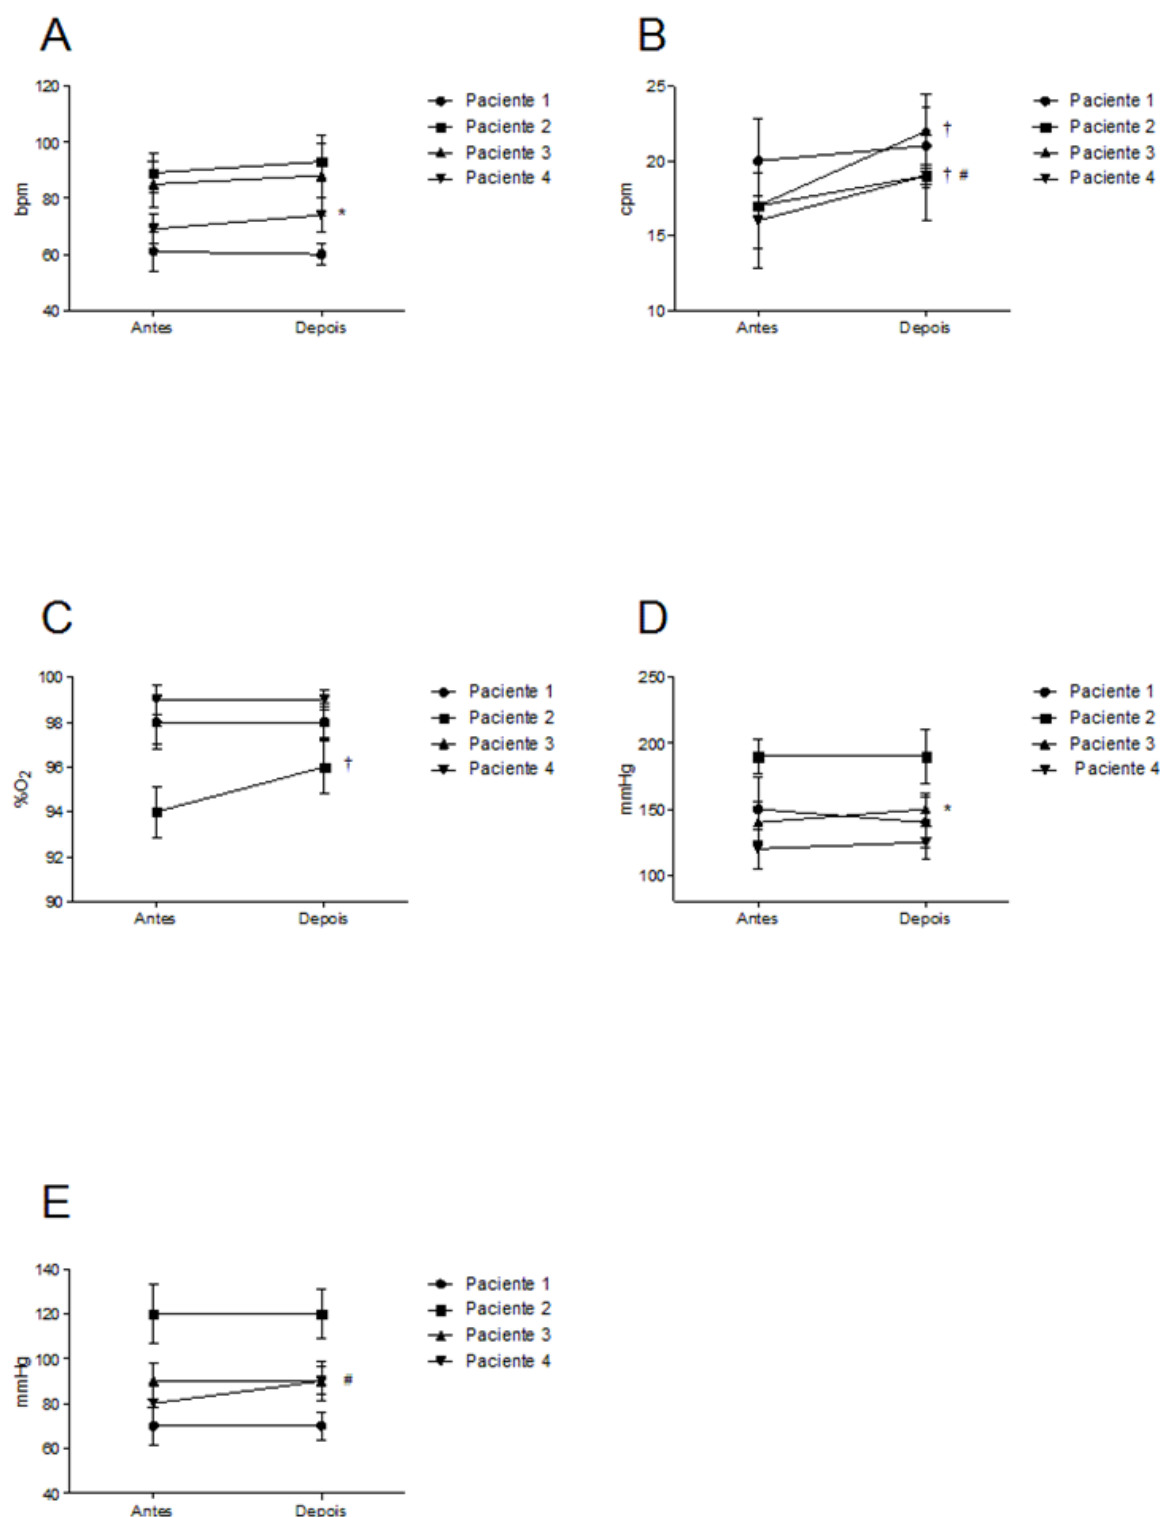 A
120
100
80
60
40
bpm
Antes
Depois
*
Paciente 1
Paciente 2
Paciente 3
Paciente 4
B
25
20
15
10
cpm
Antes
Depois
†
† #
Paciente 1
Paciente 2
Paciente 3
Paciente 4
C
100
98
96
94
92
90
%O₂
Antes
Depois
†
Paciente 1
Paciente 2
Paciente 3
Paciente 4
D
250
200
150
100
mmHg
Antes
Depois
*
Paciente 1
Paciente 2
Paciente 3
Paciente 4
E
140
120
100
80
60
40
mmHg
Antes
Depois
#
Paciente 1
Paciente 2
Paciente 3
Paciente 4